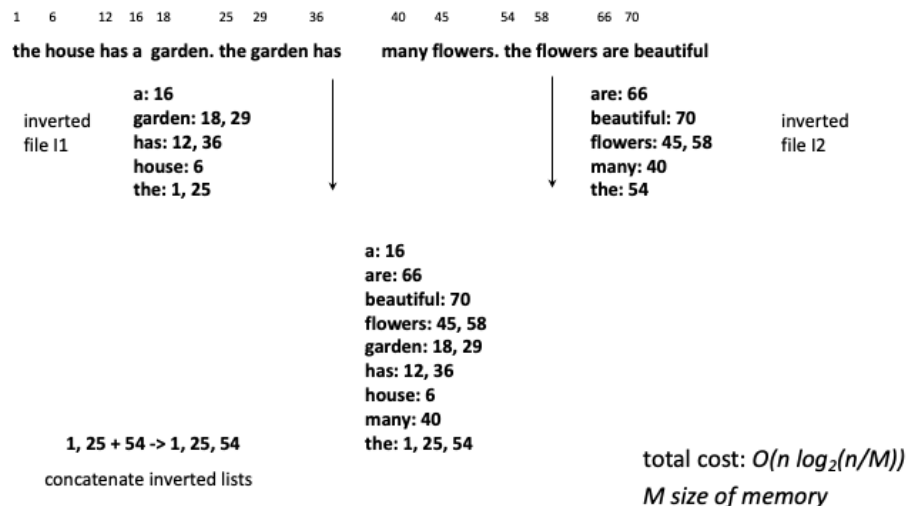 1 6 12 16 18 25 29 36 40 45 54 58 66 70
the house has a garden. the garden has many flowers. the flowers are beautiful
inverted
file I1
a: 16
garden: 18, 29
has: 12, 36
house: 6
the: 1, 25
are: 66
beautiful: 70
flowers: 45, 58
many: 40
the: 54
inverted
file I2
a: 16
are: 66
beautiful: 70
flowers: 45, 58
garden: 18, 29
has: 12, 36
house: 6
many: 40
the: 1, 25, 54
1, 25 + 54 -> 1, 25, 54
concatenate inverted lists
total cost: O(n log₂(n/M))
M size of memory